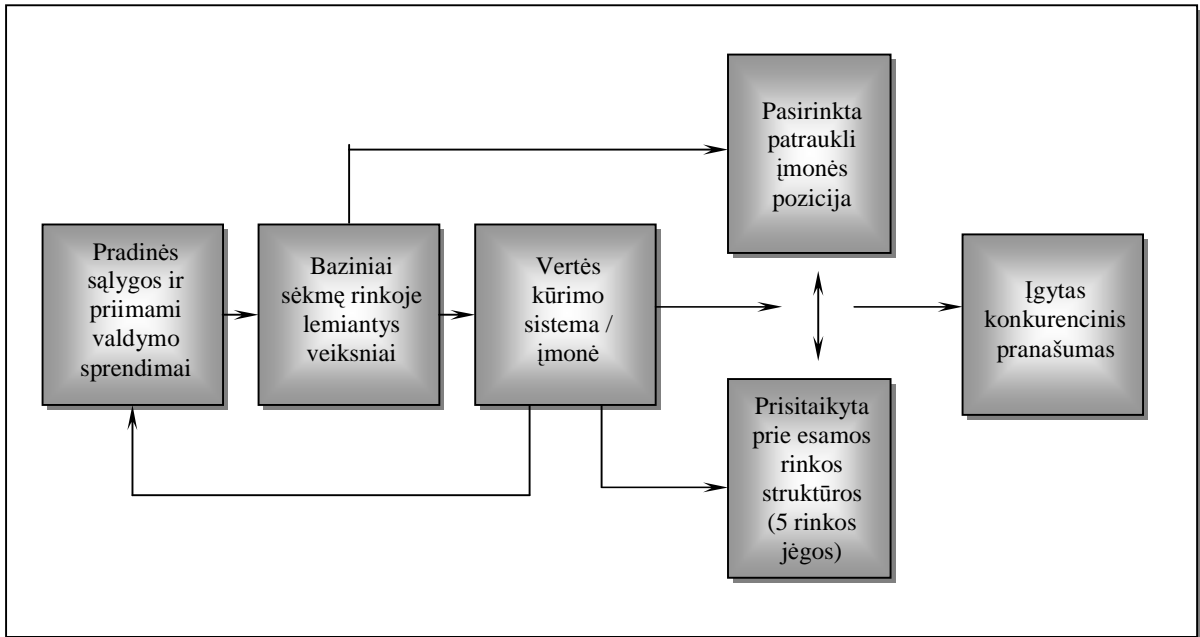 Pradinės
sąlygos ir
priimami
valdymo
sprendimai
Baziniai
sėkmę rinkoje
lemiantys
veiksniai
Vertės
kūrimo
sistema /
įmonė
Pasirinkta
patraukli
įmonės
pozicija
Prisitaikyta
prie esamos
rinkos
struktūros
(5 rinkos
jėgos)
Įgytas
konkurencinis
pranašumas